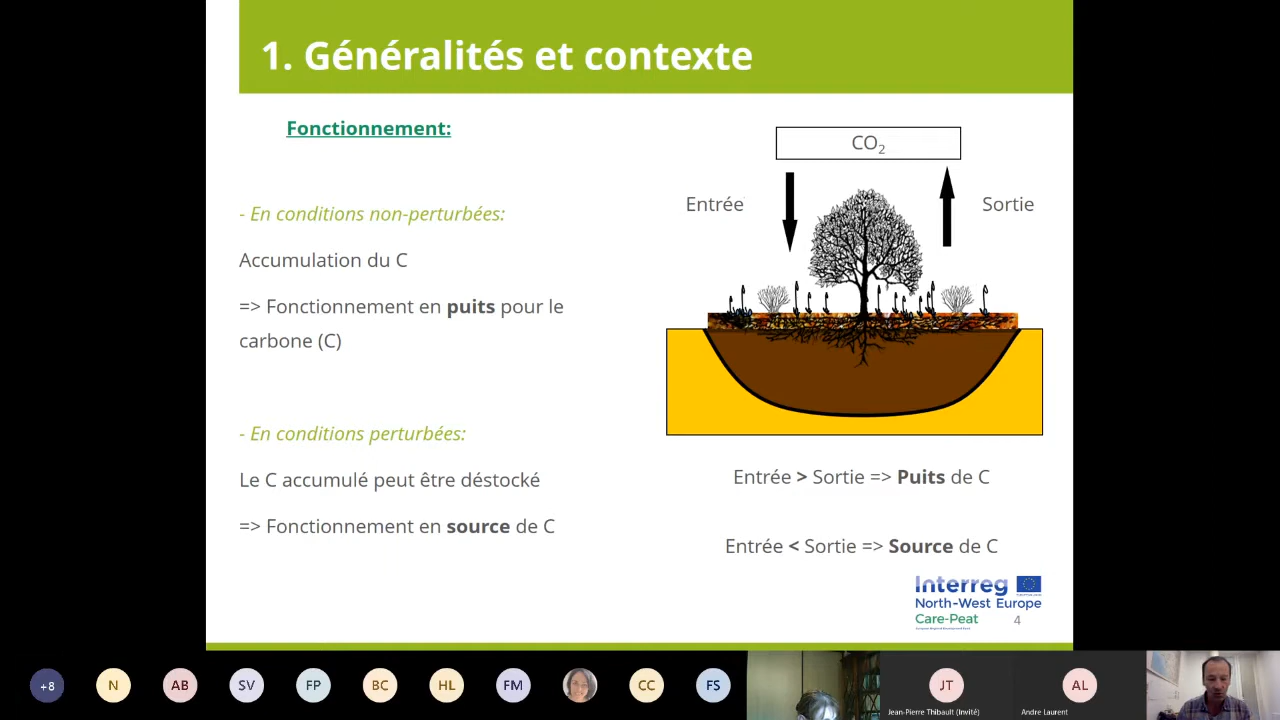 1. Généralités et contexte
Fonctionnement:
- En conditions non-perturbées:
Accumulation du C
=> Fonctionnement en puits pour le
carbone (C)
- En conditions perturbées:
Le C accumulé peut être déstocké
=> Fonctionnement en source de C
CO₂
Entrée
Sortie
Entrée > Sortie => Puits de C
Entrée < Sortie => Source de C
Interreg
North-West Europe
Care-Peat
4
+8
N
AB
SV
FP
BC
HL
FM
CC
FS
JT
Jean-Pierre Thibault (Invité)
AL
Andre Laurent